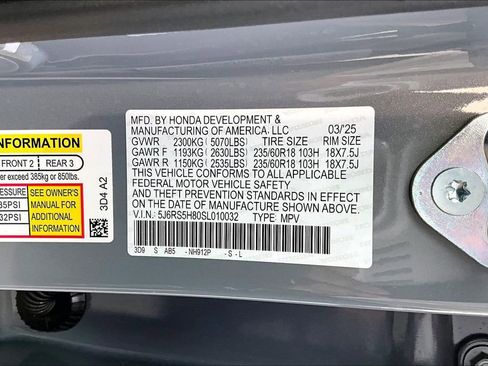 INFORMATION
FRONT 2 | REAR 3
er exceed 385kg or 850lbs.
PRESSURE
35PSI
32PSI
SEE OWNER'S
MANUAL FOR
ADDITIONAL
INFORMATION
3D4 A2
MFD. BY HONDA DEVELOPMENT &
MANUFACTURING OF AMERICA, LLC 03/25
GVWR 2300KG (5070LBS) TIRE SIZE RIM SIZE
GAWR F 1193KG (2630LBS) 235/60R18 103H 18X7.5J
GAWR R 1150KG (2535LBS) 235/60R18 103H 18X7.5J
THIS VEHICLE CONFORMS TO ALL APPLICABLE
FEDERAL MOTOR VEHICLE SAFETY
AND THEFT PREVENTION STANDARDS IN EFFECT ON
THE DATE OF MANUFACTURE SHOWN ABOVE.
V.I.N.: 5J6RS5H80SL010032 TYPE: MPV
3D9 S AB5 - NH912P - S - L